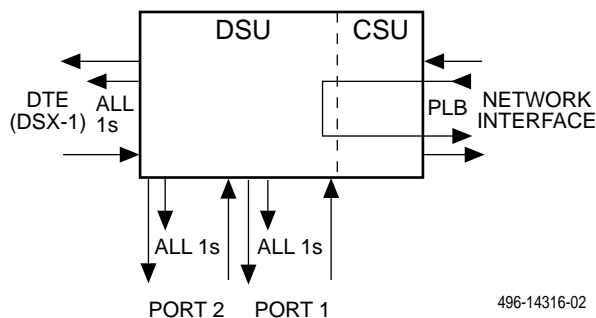 DSU
CSU
DTE
(DSX-1)
ALL
1s
PLB
NETWORK
INTERFACE
ALL 1s
ALL 1s
PORT 2
PORT 1
496-14316-02